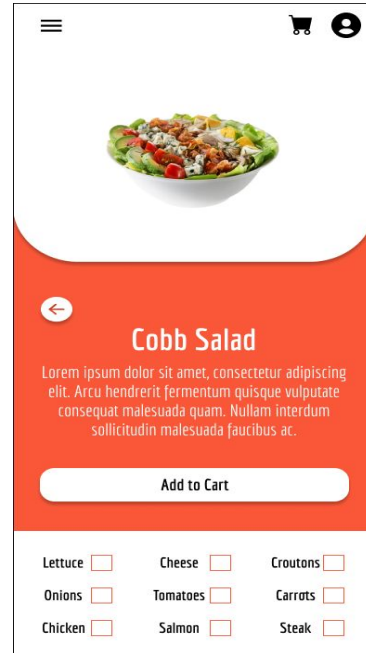 Cobb Salad
Lorem ipsum dolor sit amet, consectetur adipiscing
elit. Arcu hendrerit fermentum quisque vulputate
consequat malesuada quam. Nullam interdum
sollicitudin malesuada faucibus ac.
Add to Cart
Lettuce Cheese Croutons
Onions Tomatoes Carrots
Chicken Salmon Steak